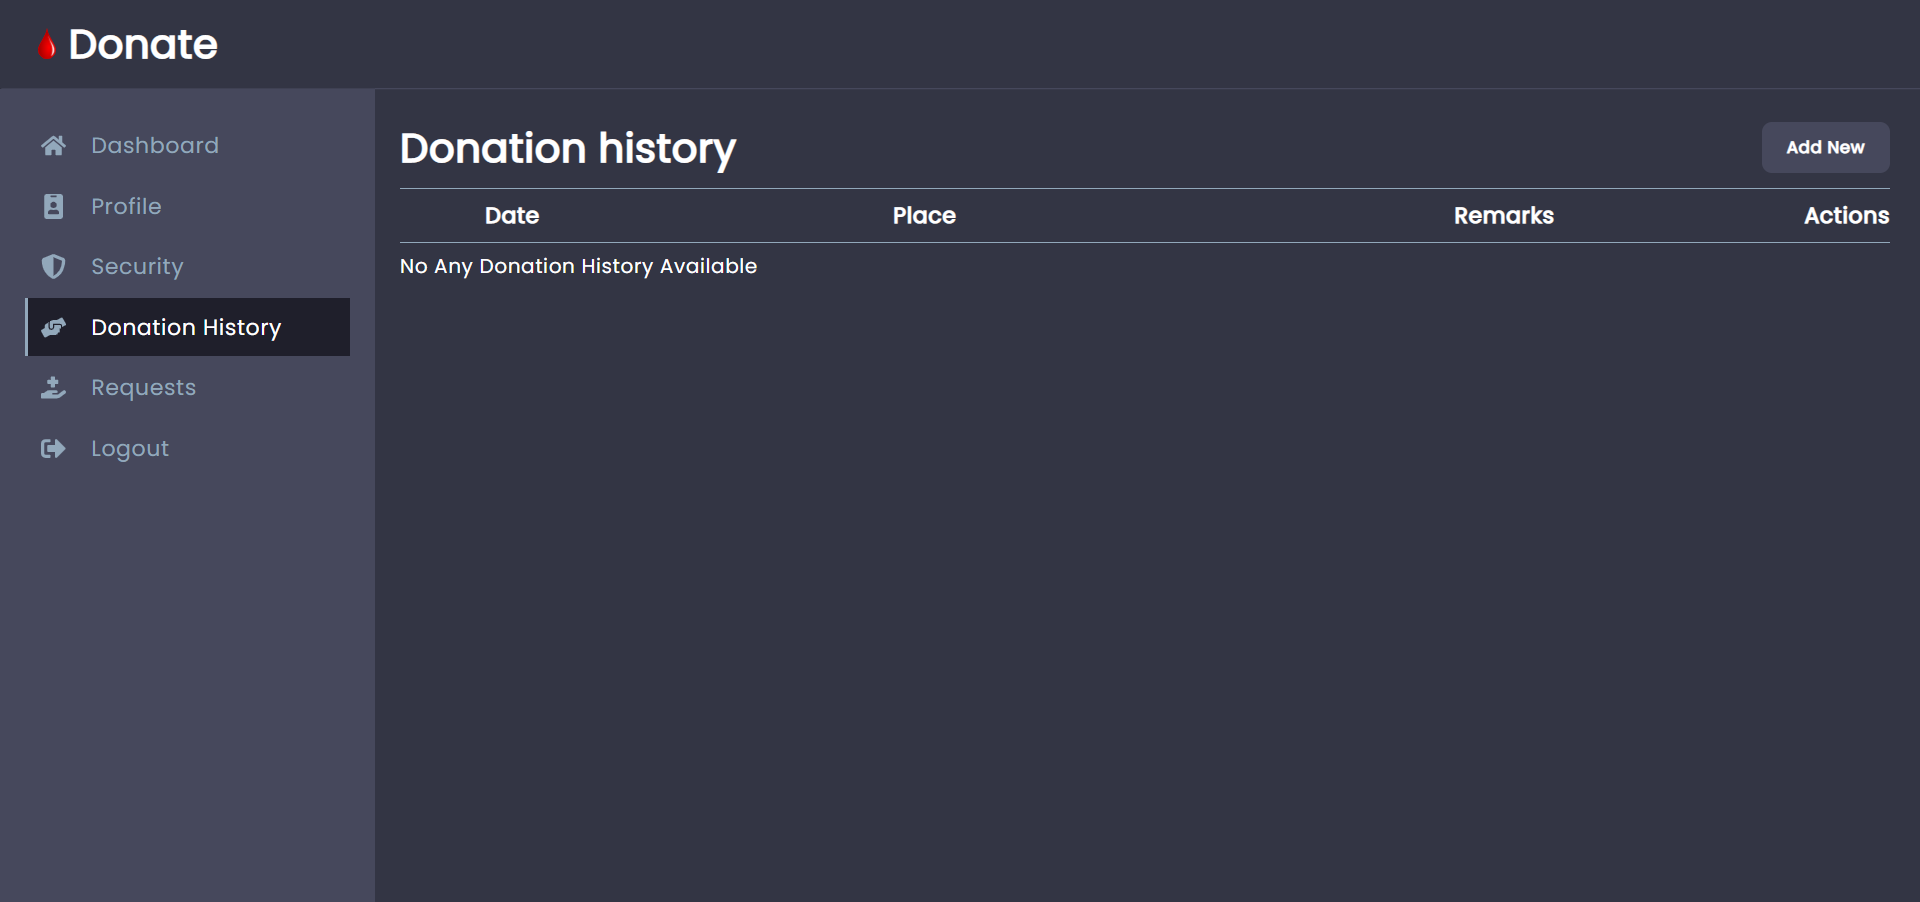 Donate
Dashboard
Profile
Security
Donation History
Requests
Logout
Donation history
Add New
Date Place Remarks Actions
No Any Donation History Available